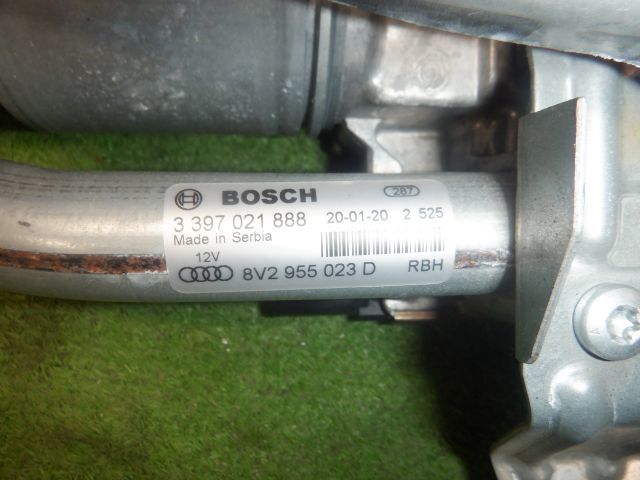 BOSCH 287
3 397 021 888 20-01-20 2 525
Made in Serbia
12V
8V2 955 023 D RBH